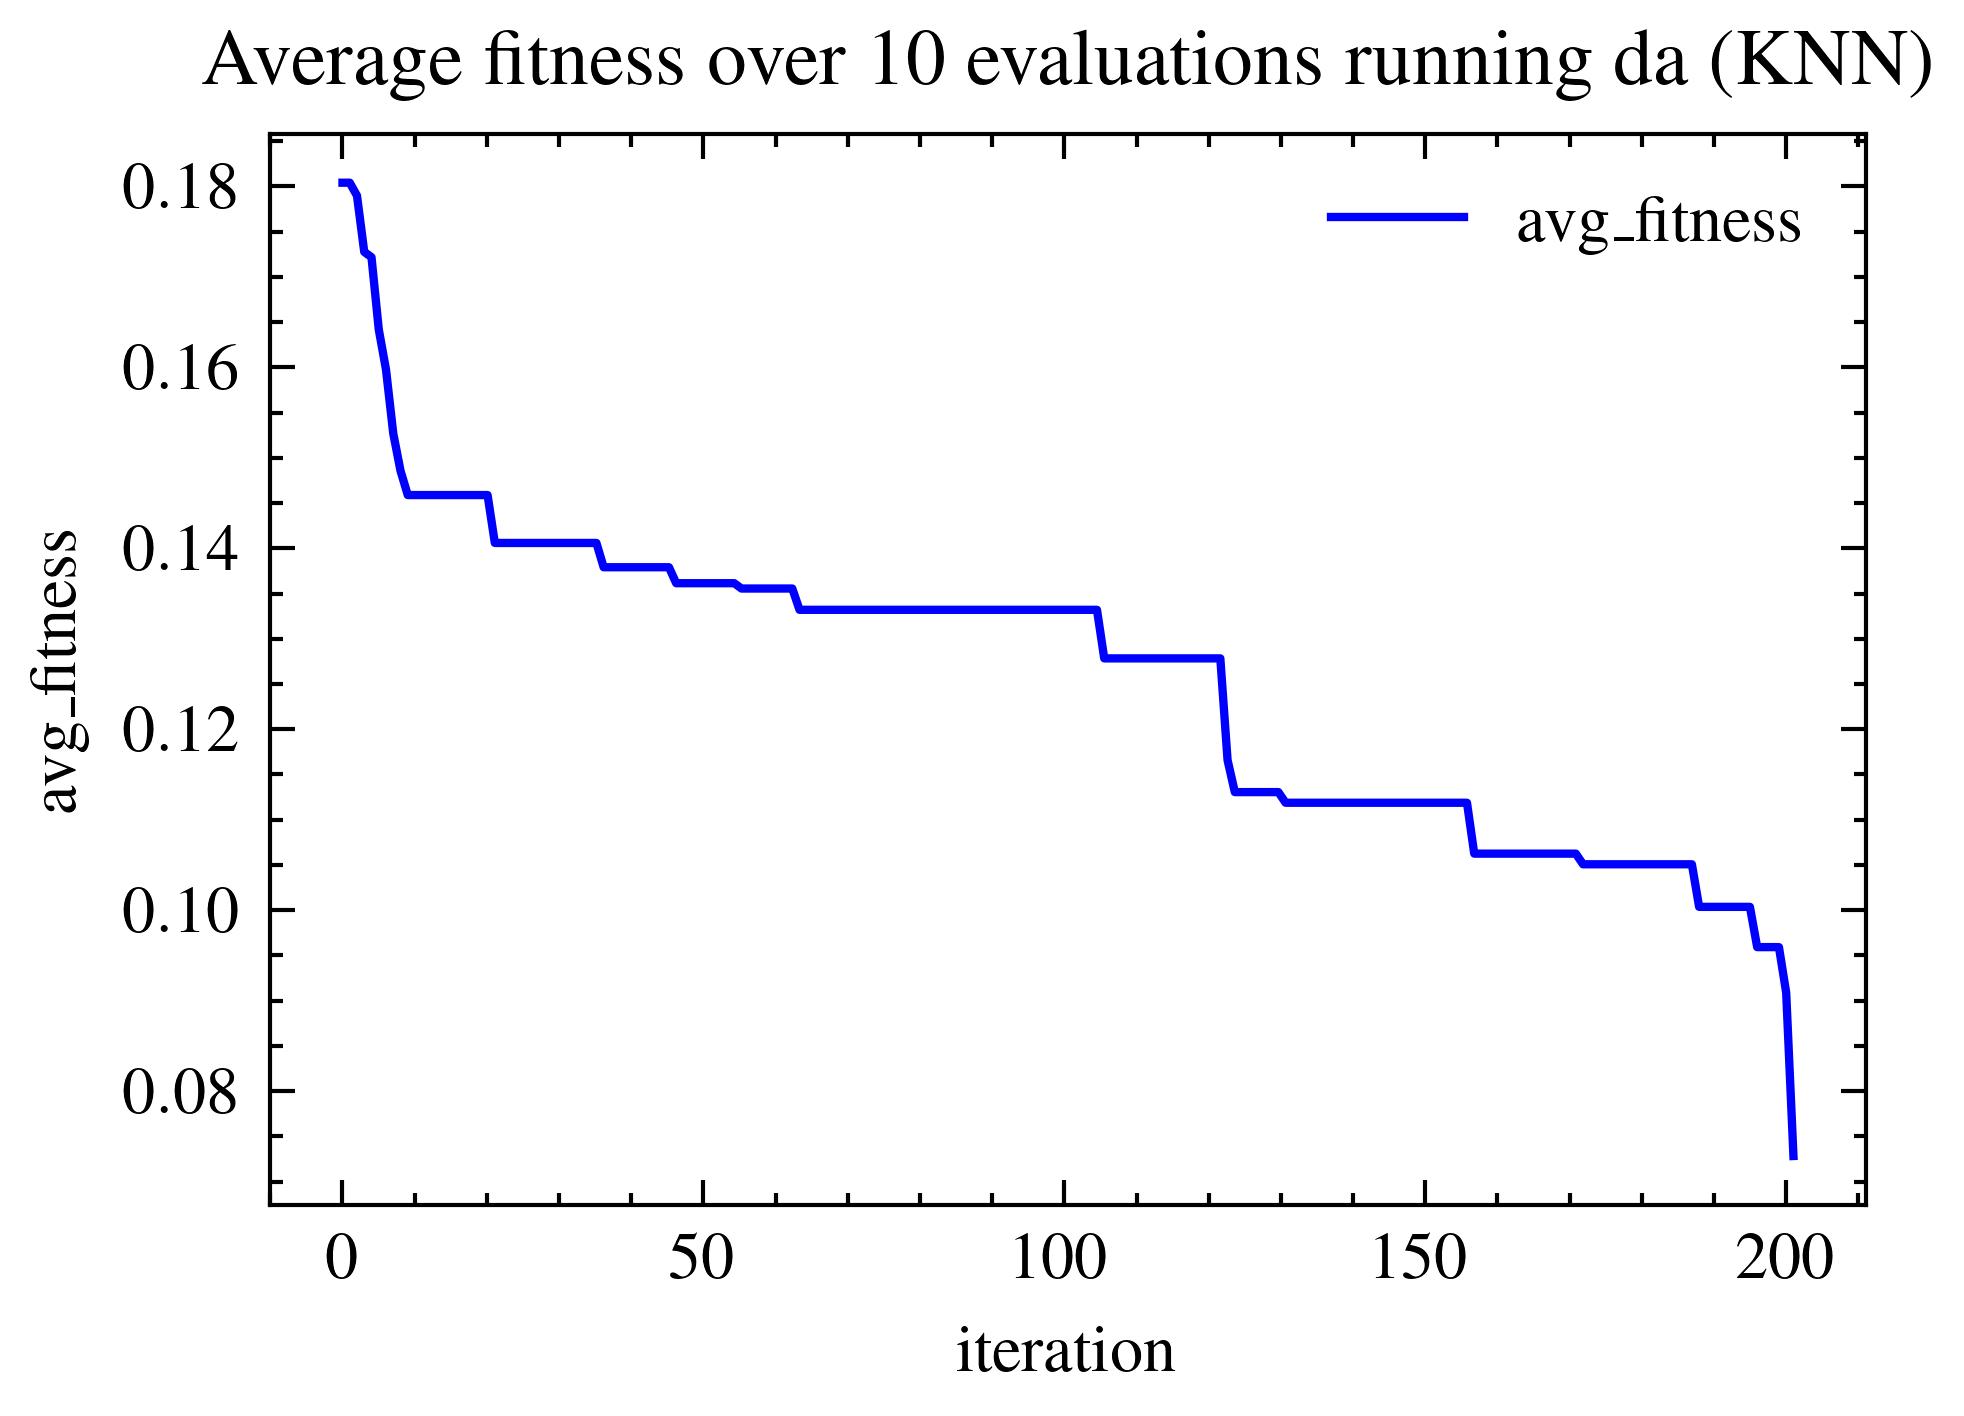 Average fitness over 10 evaluations running da (KNN)
avg_fitness
0.18
0.16
0.14
0.12
0.10
0.08
avg_fitness
0 50 100 150 200
iteration